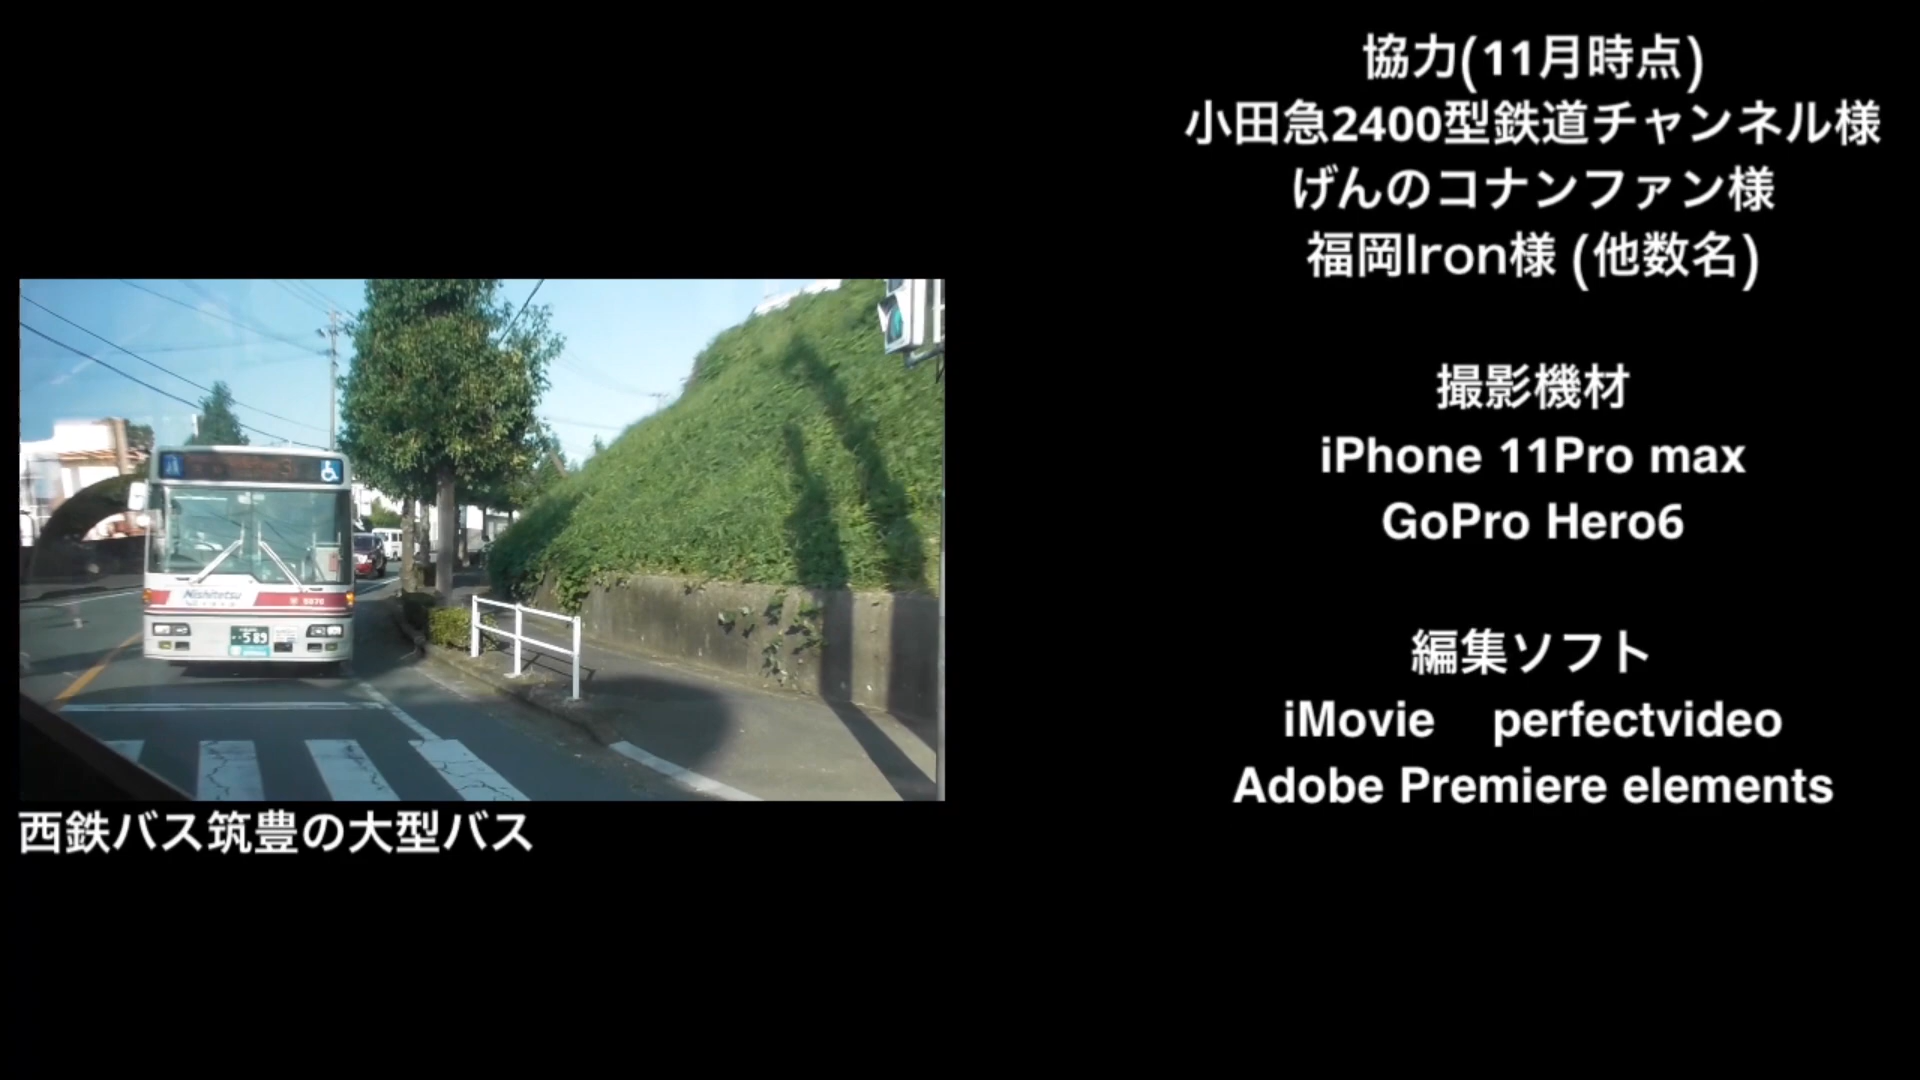 協力(11月時点)
小田急2400型鉄道チャンネル様
げんのコナンファン様
福岡Iron様 (他数名)
撮影機材
iPhone 11Pro max
GoPro Hero6
編集ソフト
iMovie perfectvideo
Adobe Premiere elements
Nishitetsu
589
西鉄バス筑豊の大型バス